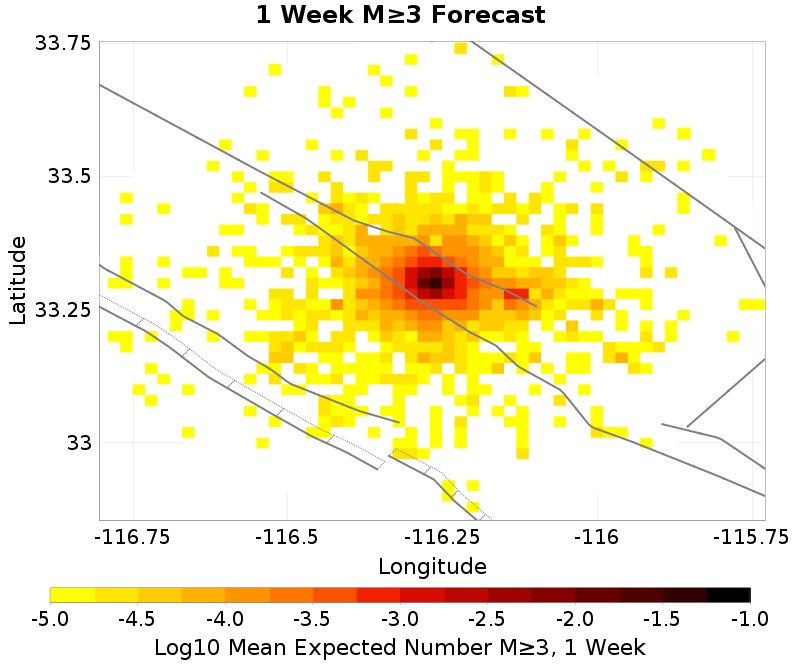 1 Week M≥3 Forecast
33.75
33.5
33.25
33
Latitude
-116.75 -116.5 -116.25 -116 -115.75
Longitude
-5.0 -4.5 -4.0 -3.5 -3.0 -2.5 -2.0 -1.5 -1.0
Log10 Mean Expected Number M≥3, 1 Week